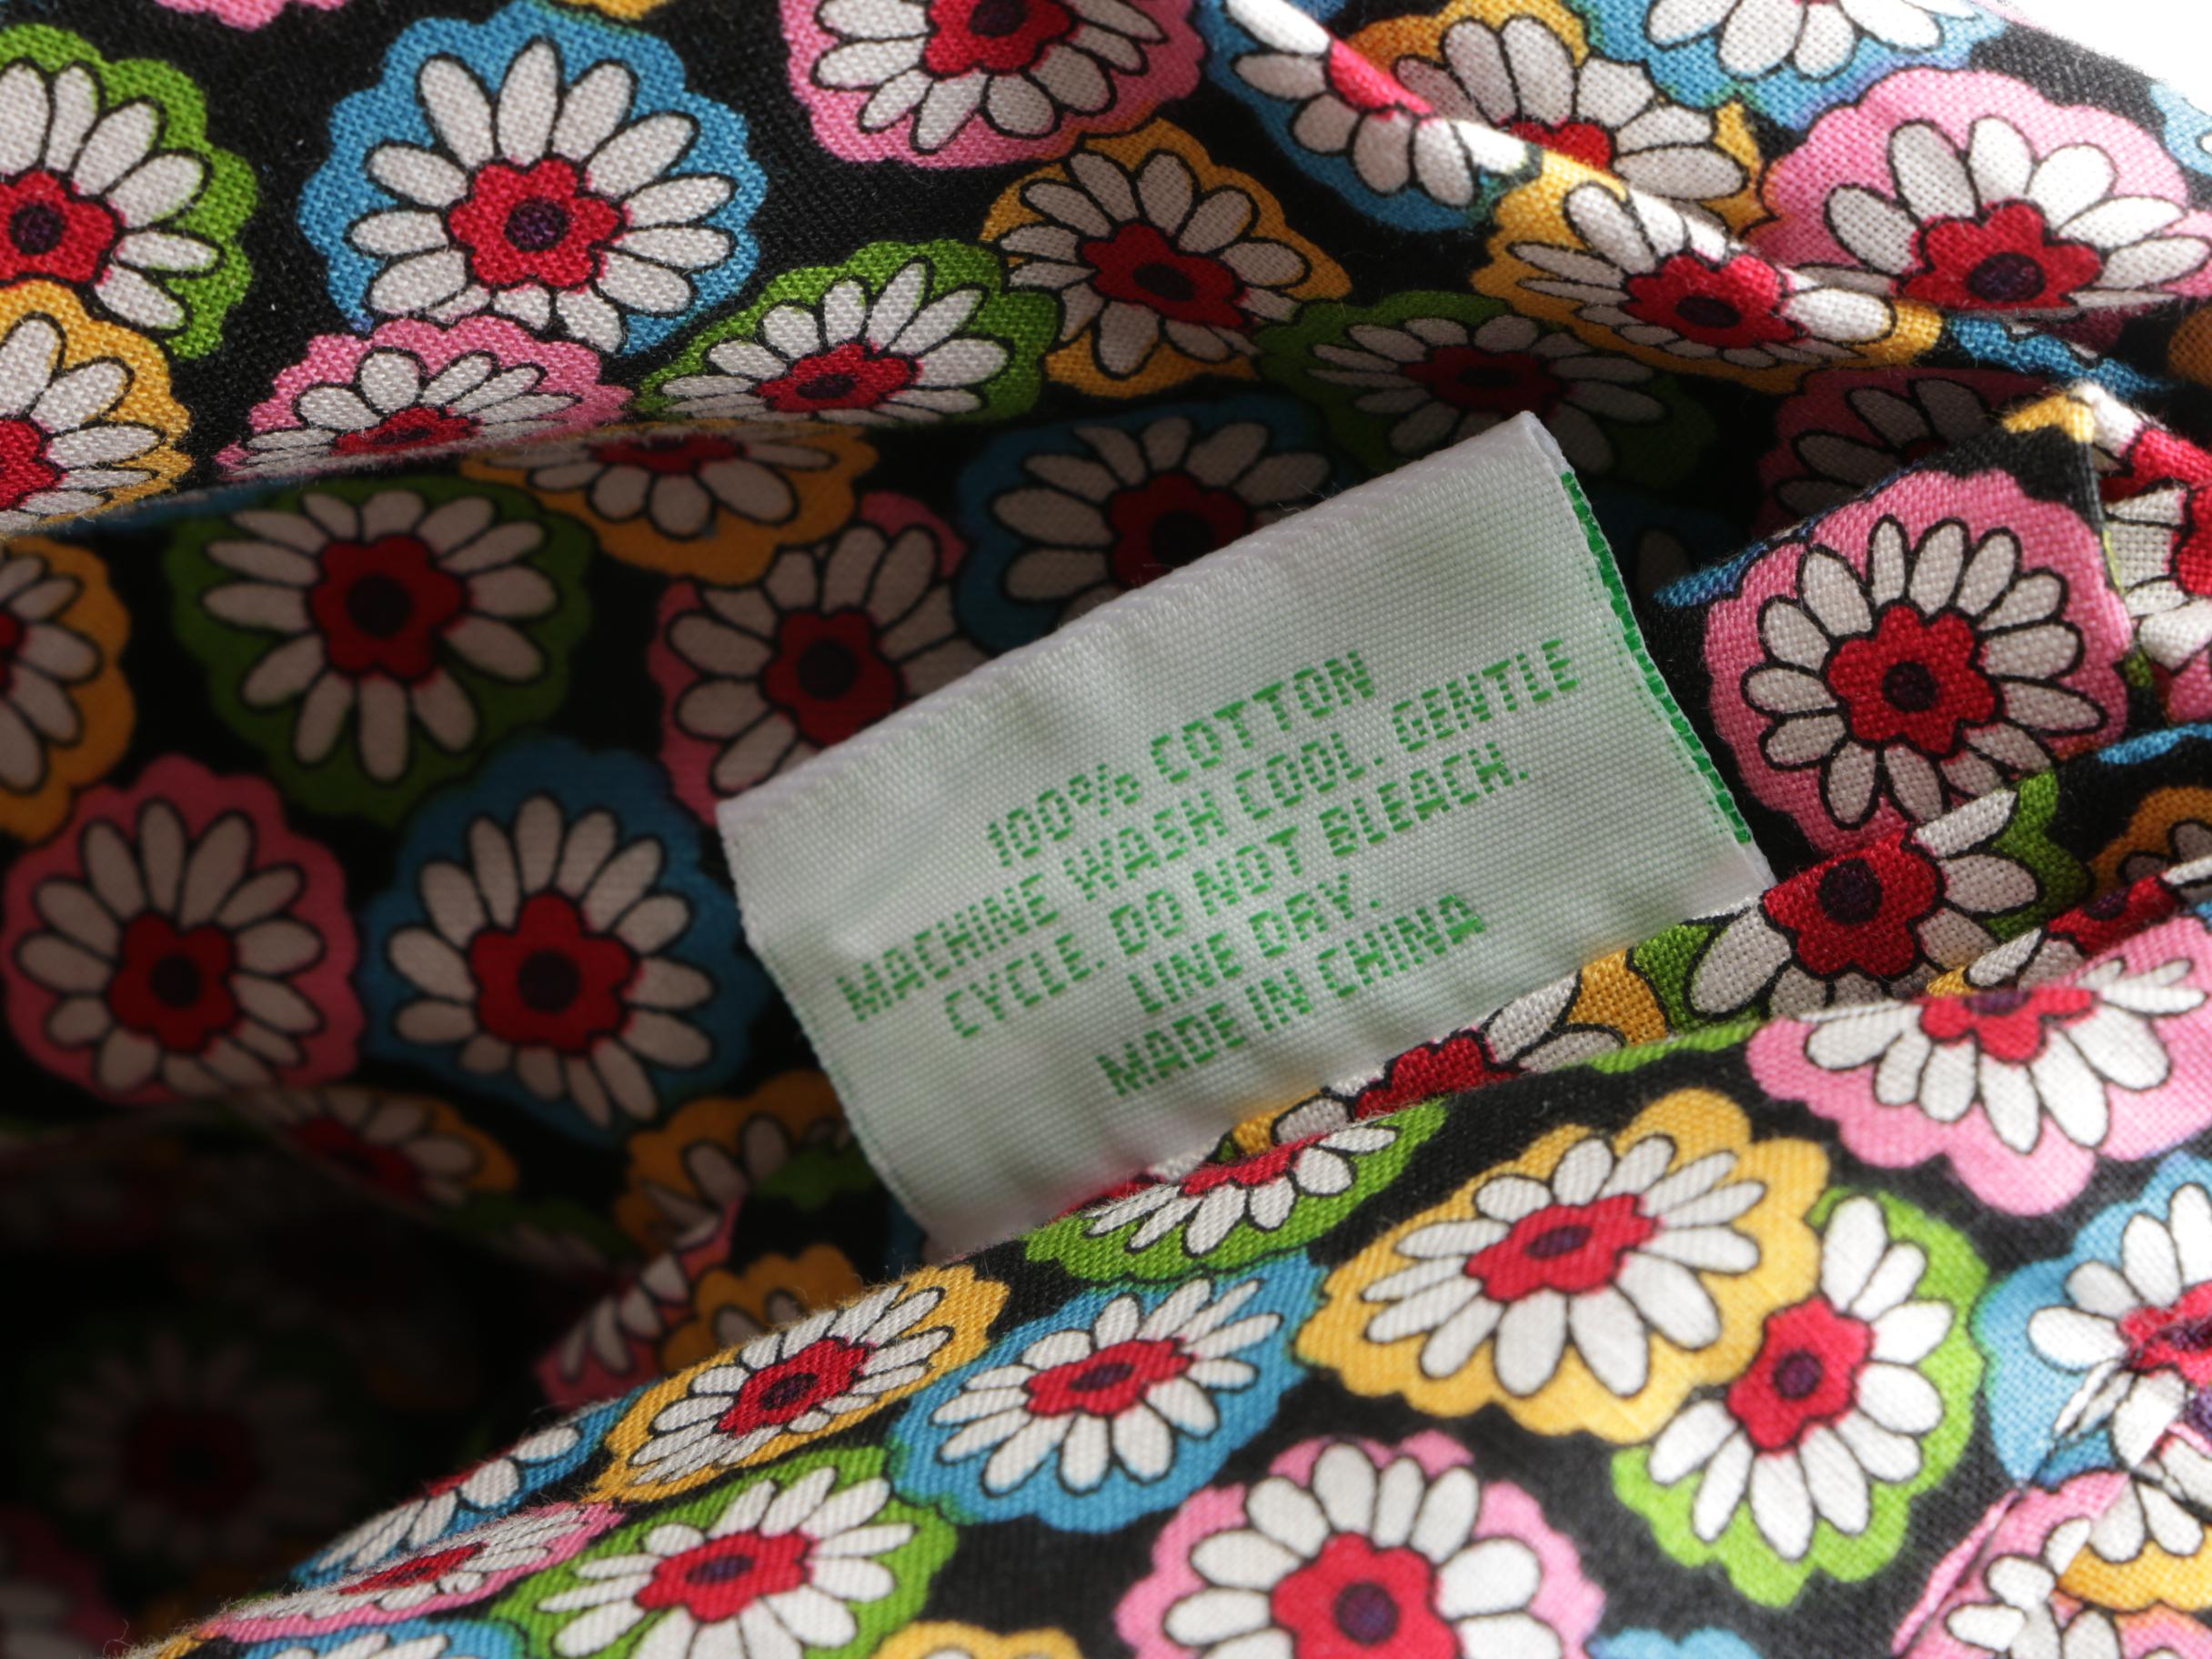 100% COTTON
MACHINE WASH COOL. GENTLE
CYCLE. DO NOT BLEACH.
LINE DRY.
MADE IN CHINA